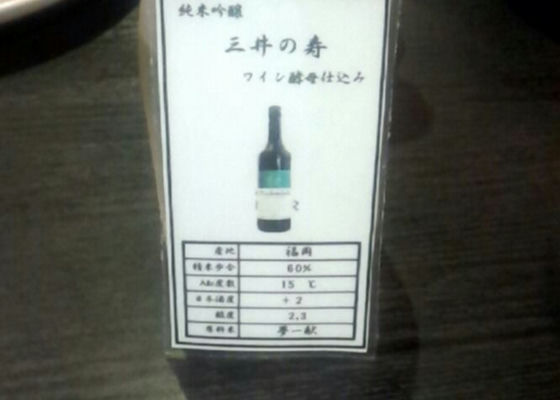 純米吟醸
三井の寿
ワイン酵母仕込み
産地 福岡
精米歩合 60%
Alc度数 15 ℃
日本酒度 +2
酸度 2.3
原料米 夢一献